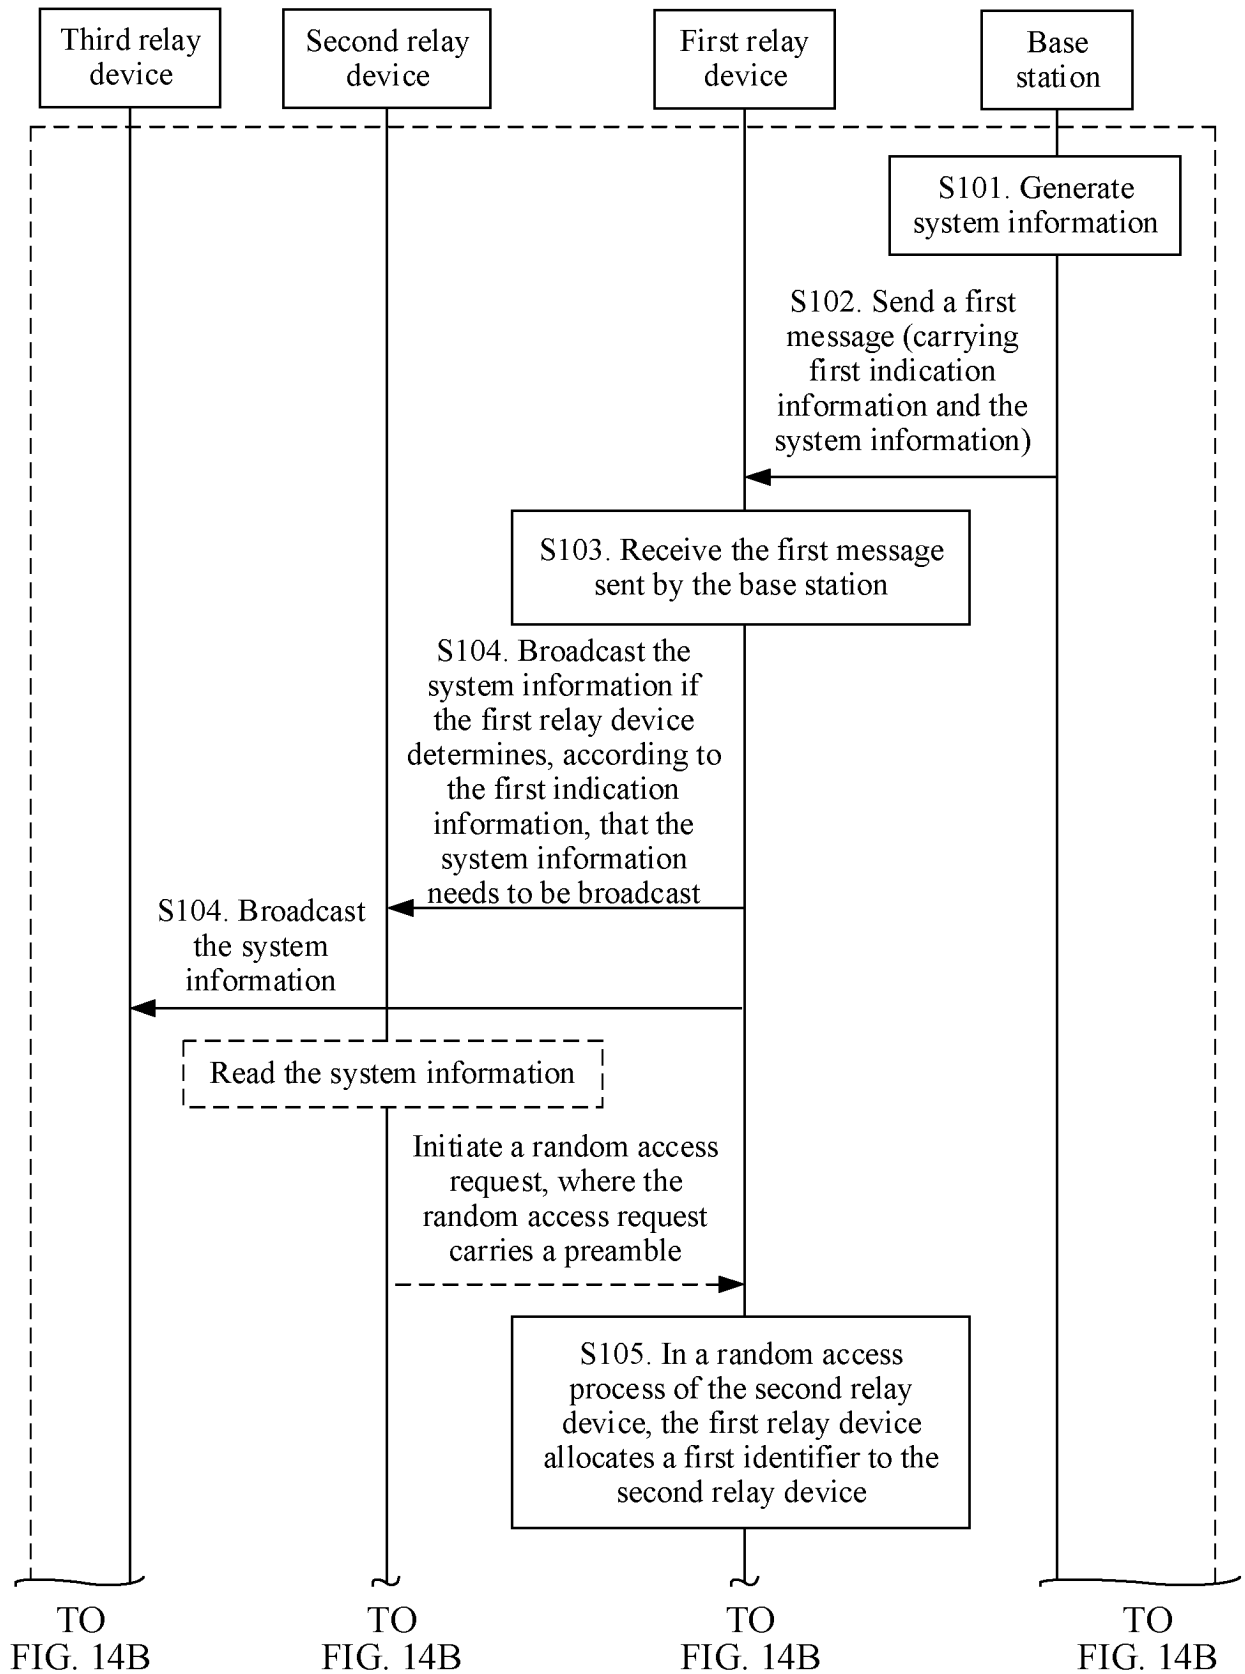 Third relay
device
Second relay
device
First relay
device
Base
station
S101. Generate
system information
S102. Send a first
message (carrying
first indication
information and the
system information)
S103. Receive the first message
sent by the base station
S104. Broadcast the
system information if
the first relay device
determines, according to
the first indication
information, that the
system information
needs to be broadcast
S104. Broadcast
the system
information
Read the system information
Initiate a random access
request, where the
random access request
carries a preamble
S105. In a random access
process of the second relay
device, the first relay device
allocates a first identifier to the
second relay device
TO
FIG. 14B
TO
FIG. 14B
TO
FIG. 14B
TO
FIG. 14B